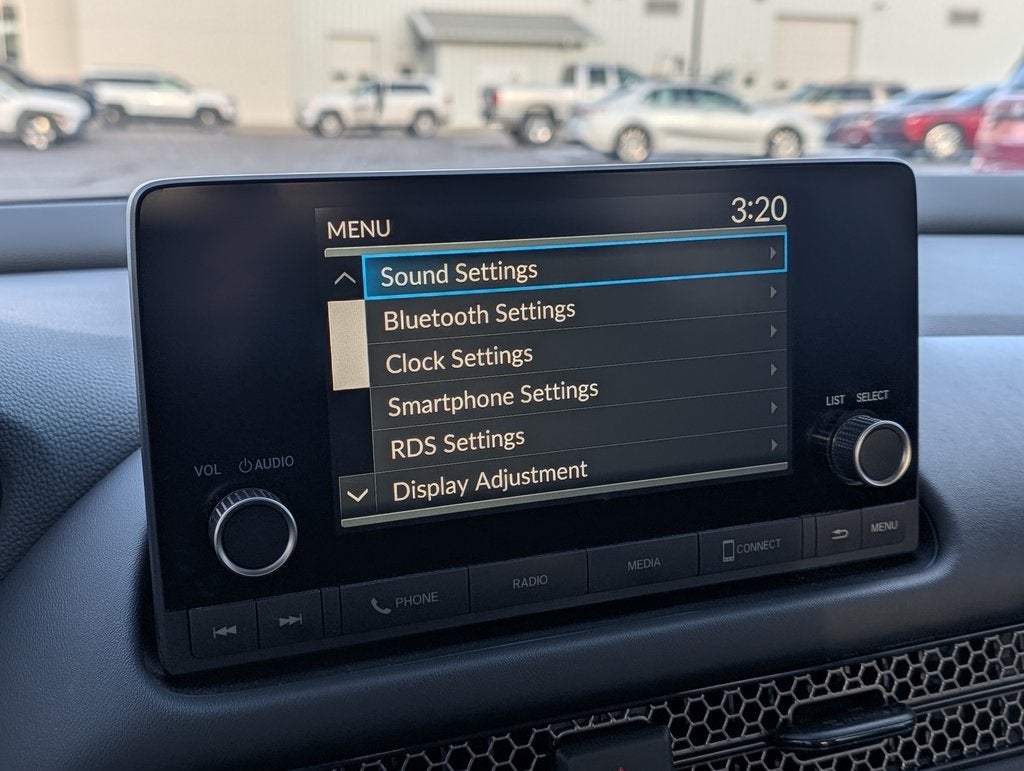 MENU
3:20
Sound Settings
Bluetooth Settings
Clock Settings
Smartphone Settings
RDS Settings
Display Adjustment
LIST SELECT
VOL AUDIO
PHONE
RADIO
MEDIA
CONNECT
MENU